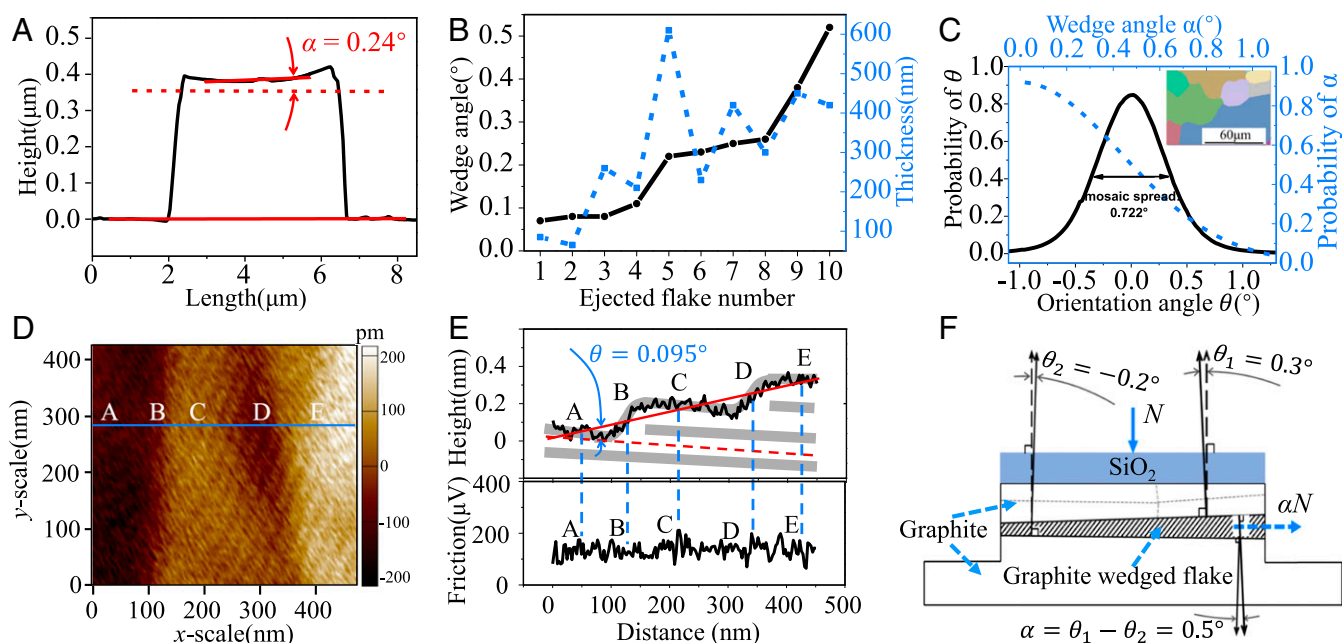 A
Height(μm)
0.5
0.4
0.3
0.2
0.1
0.0
α = 0.24°
0 2 4 6 8
Length(μm)
B
Wedge angle(°)
0.5
0.4
0.3
0.2
0.1
0.0
600
500
400
300
200
100
Thickness(nm)
1 2 3 4 5 6 7 8 9 10
Ejected flake number
C
Wedge angle α(°)
0.0 0.2 0.4 0.6 0.8 1.0
Probability of θ
1.0
0.8
0.6
0.4
0.2
0.0
60μm
mosaic spread
0.722°
1.0
0.8
0.6
0.4
0.2
0.0
Probability of α
-1.0 -0.5 0.0 0.5 1.0
Orientation angle θ(°)
D
y-scale(nm)
400
300
200
100
0
A B C D E
pm
200
100
0
-100
-200
0 100 200 300 400
x-scale(nm)
E
Height(nm)
0.4
0.2
0
θ = 0.095°
A B C D E
Friction(μV)
400
200
0
A B C D E
0 100 200 300 400 500
Distance (nm)
F
θ₂ = −0.2°
θ₁ = 0.3°
N
SiO₂
Graphite
αN
Graphite wedged flake
α = θ₁ − θ₂ = 0.5°